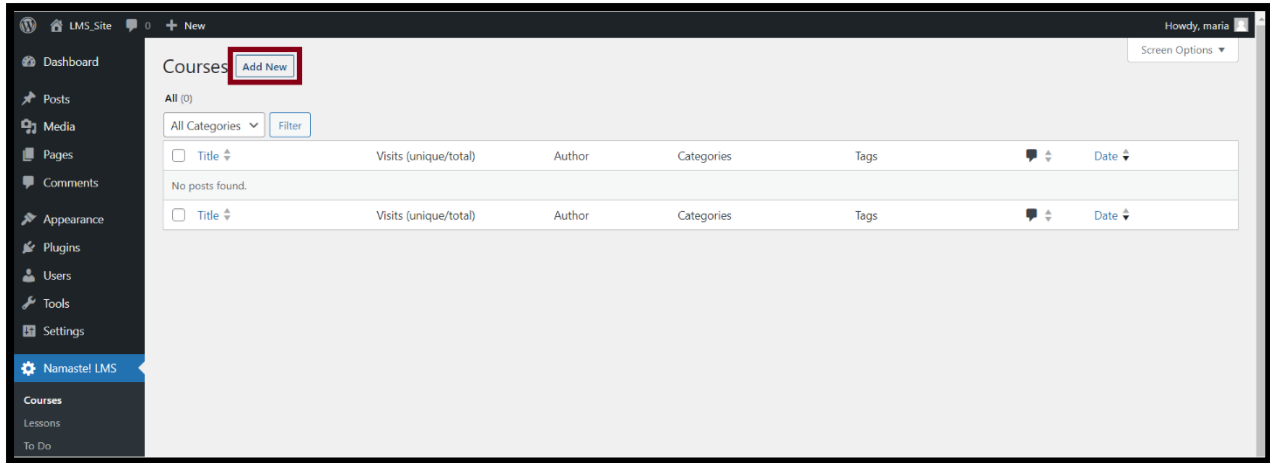 LMS_Site 0 + New Howdy, maria
Screen Options ▼
Dashboard
Posts
Media
Pages
Comments
Appearance
Plugins
Users
Tools
Settings
Namaste! LMS
Courses
Lessons
To Do
Courses Add New
All (0)
All Categories Filter
Title Visits (unique/total) Author Categories Tags Date
No posts found.
Title Visits (unique/total) Author Categories Tags Date